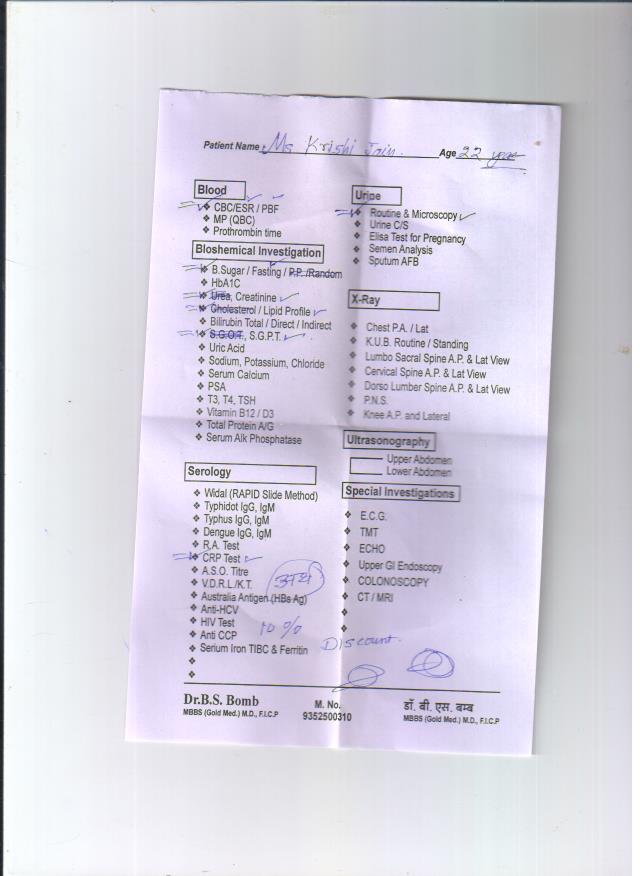 Patient Name : Ms Krishi Jain. Age 22 year
Blood
❖ CBC/ESR / PBF
❖ MP (QBC)
❖ Prothrombin time
Bioshemical Investigation
❖ B.Sugar / Fasting / P.P. /Random
❖ HbA1C
❖ Urea, Creatinine
❖ Cholesterol / Lipid Profile
❖ Bilirubin Total / Direct / Indirect
❖ S.G.O.T., S.G.P.T.
❖ Uric Acid
❖ Sodium, Potassium, Chloride
❖ Serum Calcium
❖ PSA
❖ T3, T4, TSH
❖ Vitamin B12 / D3
❖ Total Protein A/G
❖ Serum Alk Phosphatase
Serology
❖ Widal (RAPID Slide Method)
❖ Typhidot IgG, IgM
❖ Typhus IgG, IgM
❖ Dengue IgG, IgM
❖ R.A. Test
❖ CRP Test
❖ A.S.O. Titre
❖ V.D.R.L/K.T.
❖ Australia Antigen (HBs Ag)
❖ Anti-HCV
❖ HIV Test
❖ Anti CCP
❖ Serium Iron TIBC & Ferritin
Urine
❖ Routine & Microscopy
❖ Urine C/S
❖ Elisa Test for Pregnancy
❖ Semen Analysis
❖ Sputum AFB
X-Ray
❖ Chest P.A. / Lat
❖ K.U.B. Routine / Standing
❖ Lumbo Sacral Spine A.P. & Lat View
❖ Cervical Spine A.P. & Lat View
❖ Dorso Lumber Spine A.P. & Lat View
❖ P.N.S.
❖ Knee A.P. and Lateral
Ultrasonography
Upper Abdomen
Lower Abdomen
Special Investigations
❖ E.C.G.
❖ TMT
❖ ECHO
❖ Upper GI Endoscopy
❖ COLONOSCOPY
❖ CT / MRI
10 % Discount.
Dr.B.S. Bomb
MBBS (Gold Med.) M.D., F.I.C.P
M. No.
9352500310
डॉ. बी. एस. बम्ब
MBBS (Gold Med.) M.D., F.I.C.P